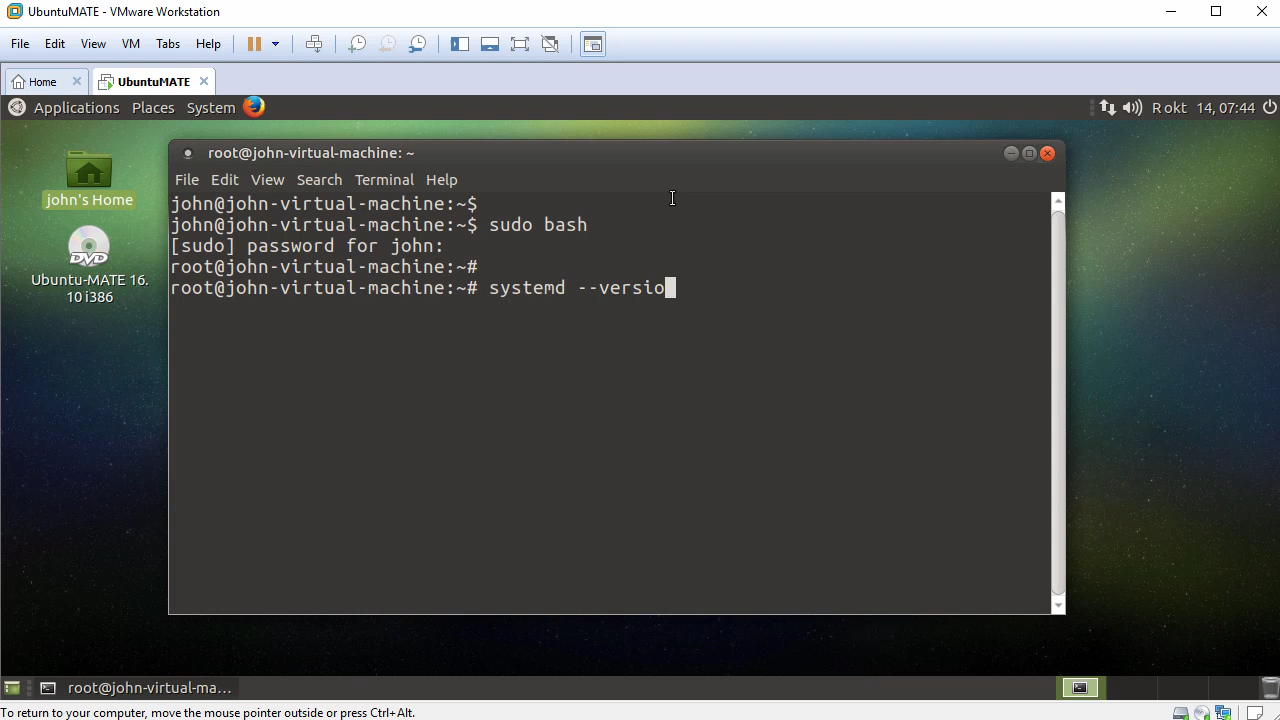 UbuntuMATE - VMware Workstation
File Edit View VM Tabs Help
Home UbuntuMATE
Applications Places System R okt 14, 07:44
root@john-virtual-machine: ~
File Edit View Search Terminal Help
john@john-virtual-machine:~$
john@john-virtual-machine:~$ sudo bash
[sudo] password for john:
root@john-virtual-machine:~#
root@john-virtual-machine:~# systemd --versio
john's Home
DVD
Ubuntu-MATE 16.
10 i386
root@john-virtual-ma...
To return to your computer, move the mouse pointer outside or press Ctrl+Alt.